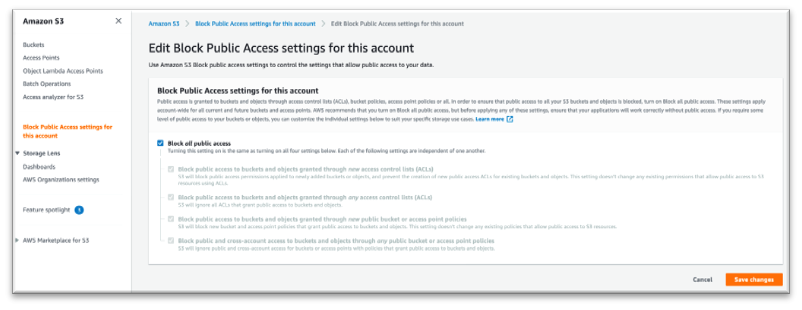 Amazon S3
Buckets
Access Points
Object Lambda Access Points
Batch Operations
Access analyzer for S3
Block Public Access settings for
this account
Storage Lens
Dashboards
AWS Organizations settings
Feature spotlight 3
AWS Marketplace for S3
Amazon S3 > Block Public Access settings for this account > Edit Block Public Access settings for this account
Edit Block Public Access settings for this account
Use Amazon S3 Block public access settings to control the settings that allow public access to your data.
Block Public Access settings for this account
Public access is granted to buckets and objects through access control lists (ACLs), bucket policies, access point policies or all. In order to ensure that public access to all your S3 buckets and objects is blocked, turn on Block all public access. These settings apply
account-wide for all current and future buckets and access points. AWS recommends that you turn on Block all public access, but before applying any of these settings, ensure that your applications will work correctly without public access. If you require some
level of public access to your buckets or objects, you can customise the individual settings below to suit your specific storage use cases. Learn more
Block all public access
Turning this setting on is the same as turning on all four settings below. Each of the following settings are independent of one another.
Block public access to buckets and objects granted through new access control lists (ACLs)
S3 will block public access permissions applied to newly added buckets or objects, and prevent the creation of new public access ACLs for existing buckets and objects. This setting doesn't change any existing permissions that allow public access to S3
resources using ACLs.
Block public access to buckets and objects granted through any access control lists (ACLs)
S3 will ignore all ACLs that grant public access to buckets and objects.
Block public access to buckets and objects granted through new public bucket or access point policies
S3 will block new bucket and access point policies that grant public access to buckets and objects. This setting doesn't change any existing policies that allow public access to S3 resources.
Block public and cross-account access to buckets and objects through any public bucket or access point policies
S3 will ignore public and cross-account access for buckets or access points with policies that grant public access to buckets and objects.
Cancel
Save changes